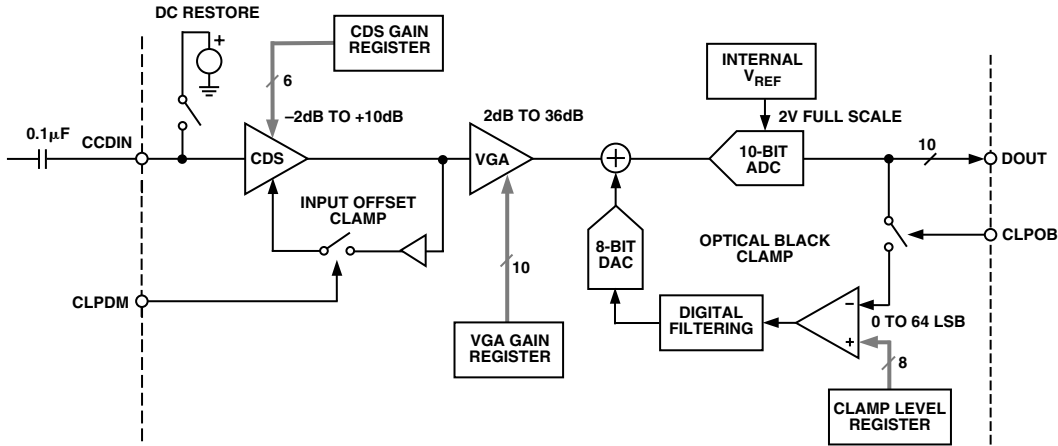 DC RESTORE
+
CDS GAIN
REGISTER
6
–2dB TO +10dB
INTERNAL
VREF
2dB TO 36dB
2V FULL SCALE
0.1μF
CCDIN
CDS
VGA
+
10-BIT
ADC
10
DOUT
INPUT OFFSET
CLAMP
8-BIT
DAC
OPTICAL BLACK
CLAMP
CLPOB
10
CLPDM
DIGITAL
FILTERING
–
+
0 TO 64 LSB
VGA GAIN
REGISTER
8
CLAMP LEVEL
REGISTER